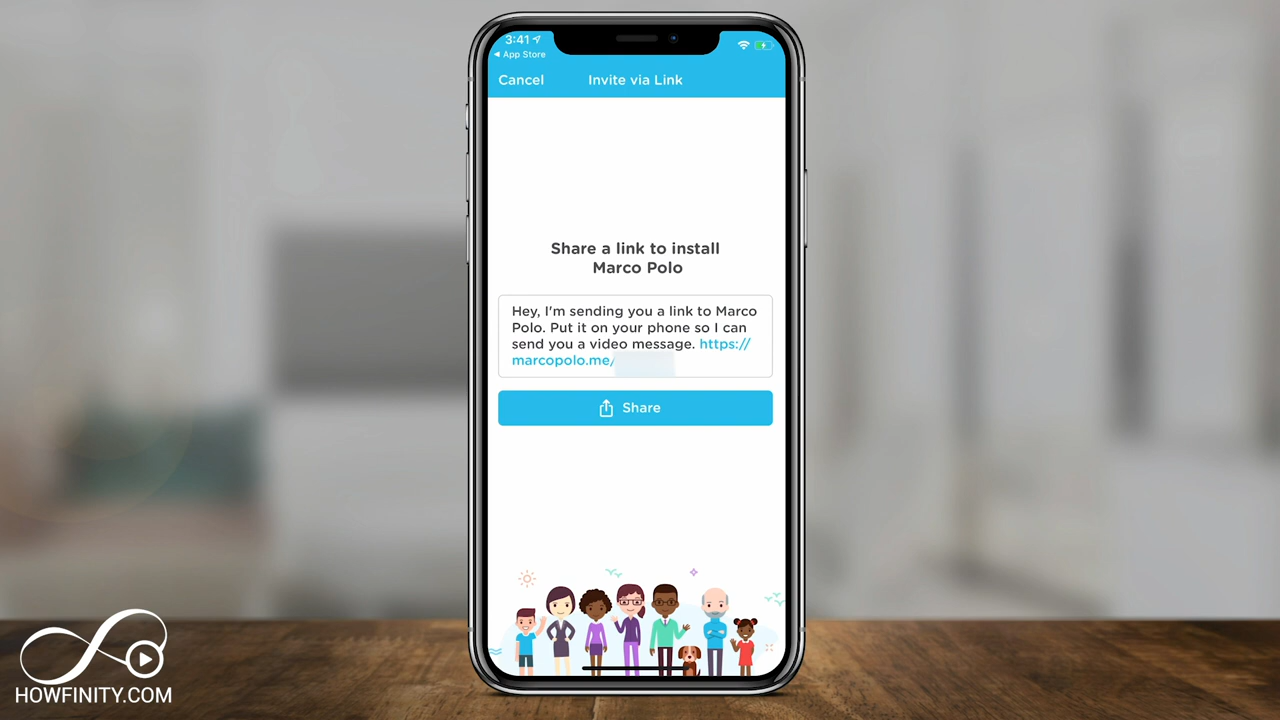 3:41
App Store
Cancel
Invite via Link
Share a link to install
Marco Polo
Hey, I'm sending you a link to Marco
Polo. Put it on your phone so I can
send you a video message. https://
marcopolo.me/
Share
HOWFINITY.COM